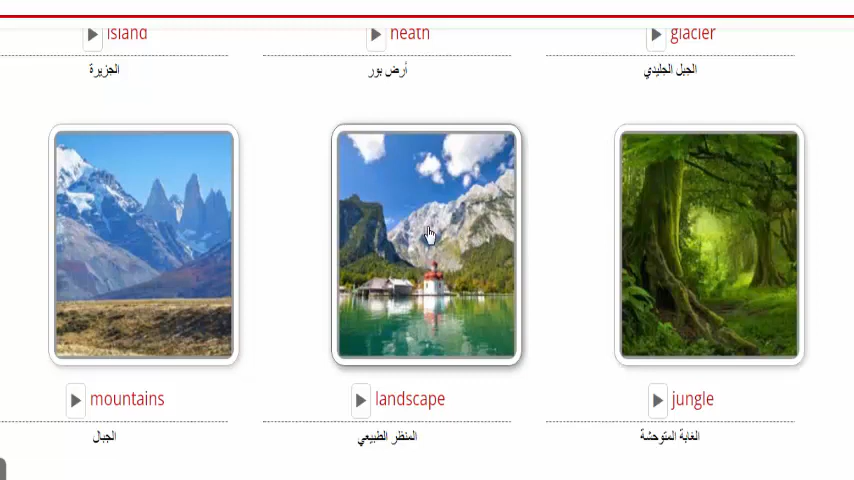 island
heath
glacier
الجزيرة
أرض بور
الجبل الجليدي
mountains
landscape
jungle
الجبال
المنظر الطبيعي
الغابة المتوحشة